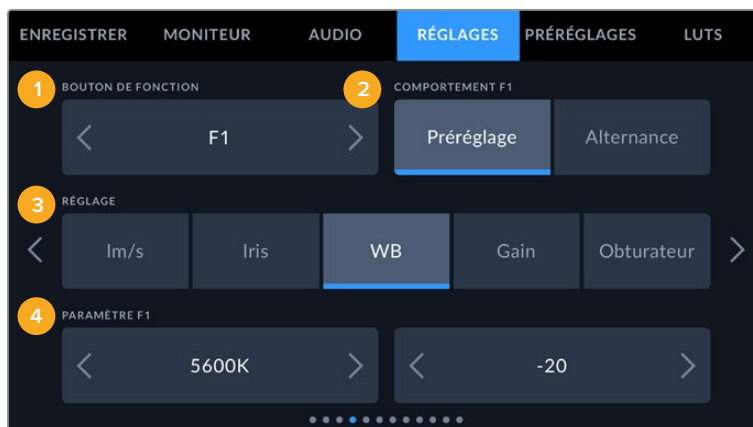 ENREGISTRER MONITEUR AUDIO RÉGLAGES PRÉRÉGLAGES LUTS
1 BOUTON DE FONCTION 2 COMPORTEMENT F1
F1 Préréglage Alternance
3 RÉGLAGE
Im/s Iris WB Gain Obturateur
4 PARAMÈTRE F1
5600K -20